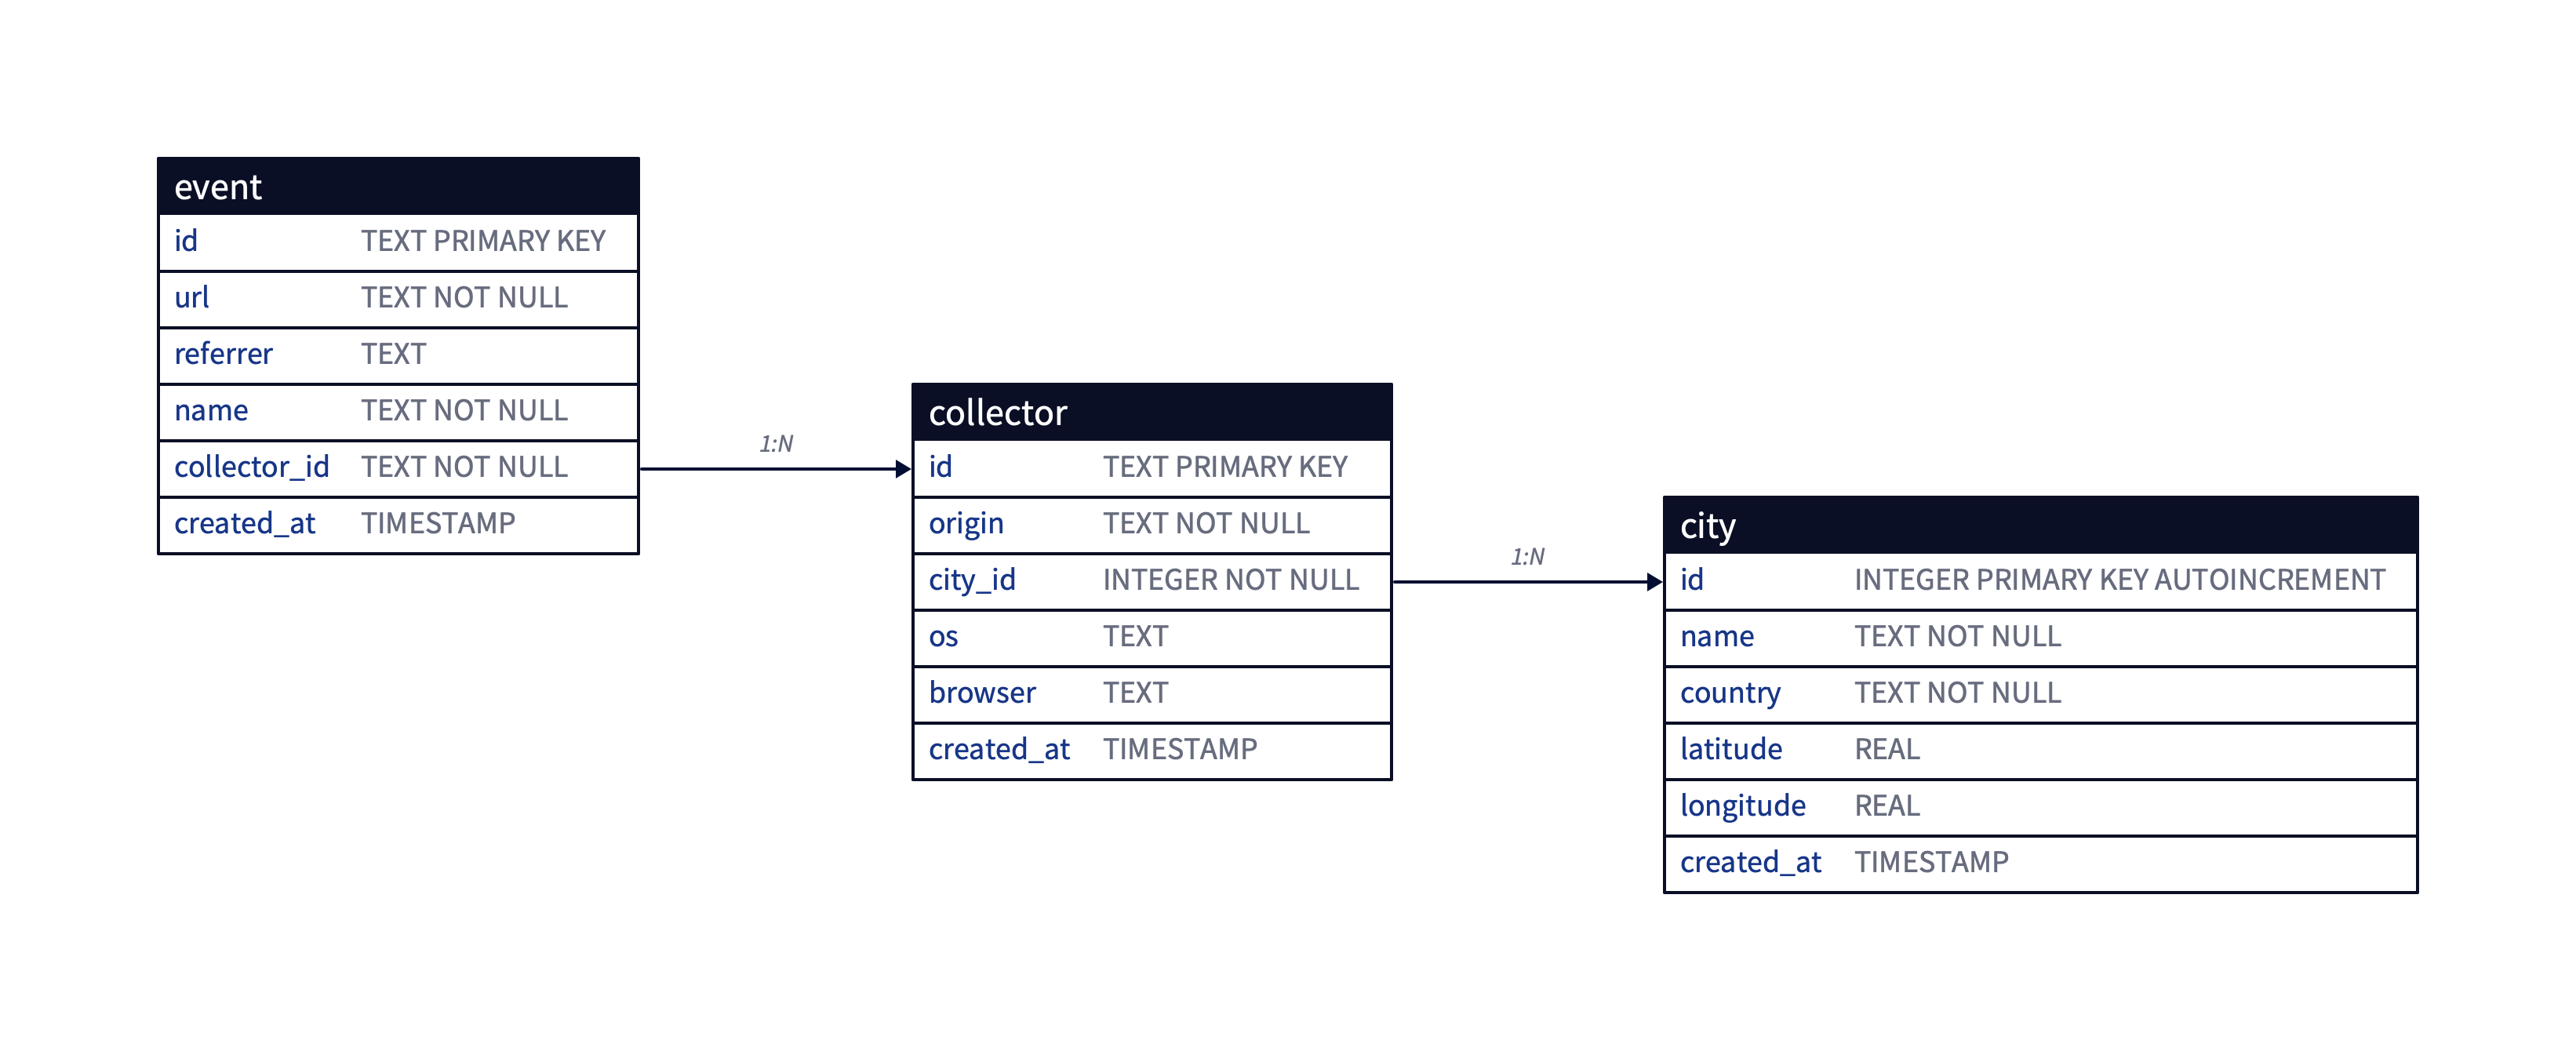 event
id TEXT PRIMARY KEY
url TEXT NOT NULL
referrer TEXT
name TEXT NOT NULL
collector_id TEXT NOT NULL
created_at TIMESTAMP
1:N
collector
id TEXT PRIMARY KEY
origin TEXT NOT NULL
city_id INTEGER NOT NULL
os TEXT
browser TEXT
created_at TIMESTAMP
1:N
city
id INTEGER PRIMARY KEY AUTOINCREMENT
name TEXT NOT NULL
country TEXT NOT NULL
latitude REAL
longitude REAL
created_at TIMESTAMP